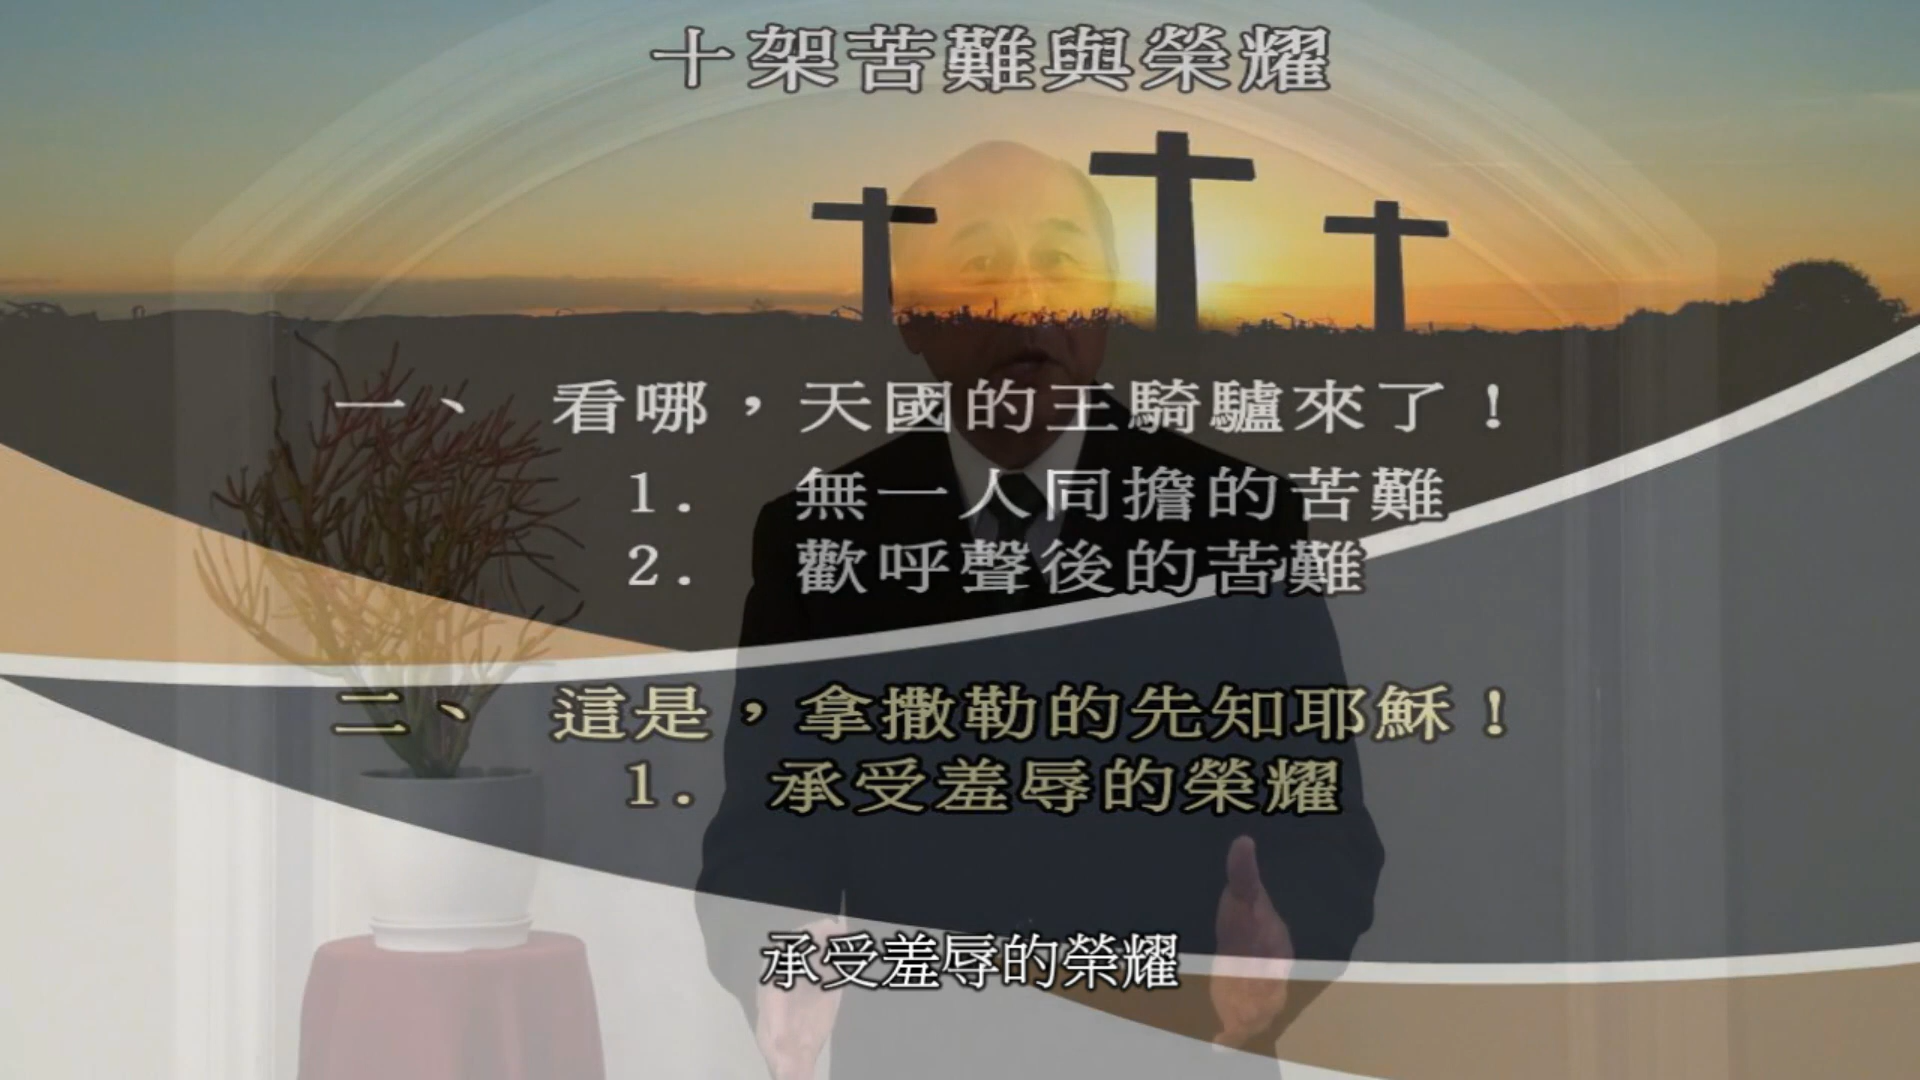 十架苦難與榮耀
一、 看哪，天國的王騎驢來了！
1. 無一人同擔的苦難
2. 歡呼聲後的苦難
二、 這是，拿撒勒的先知耶穌！
1. 承受羞辱的榮耀
承受羞辱的榮耀